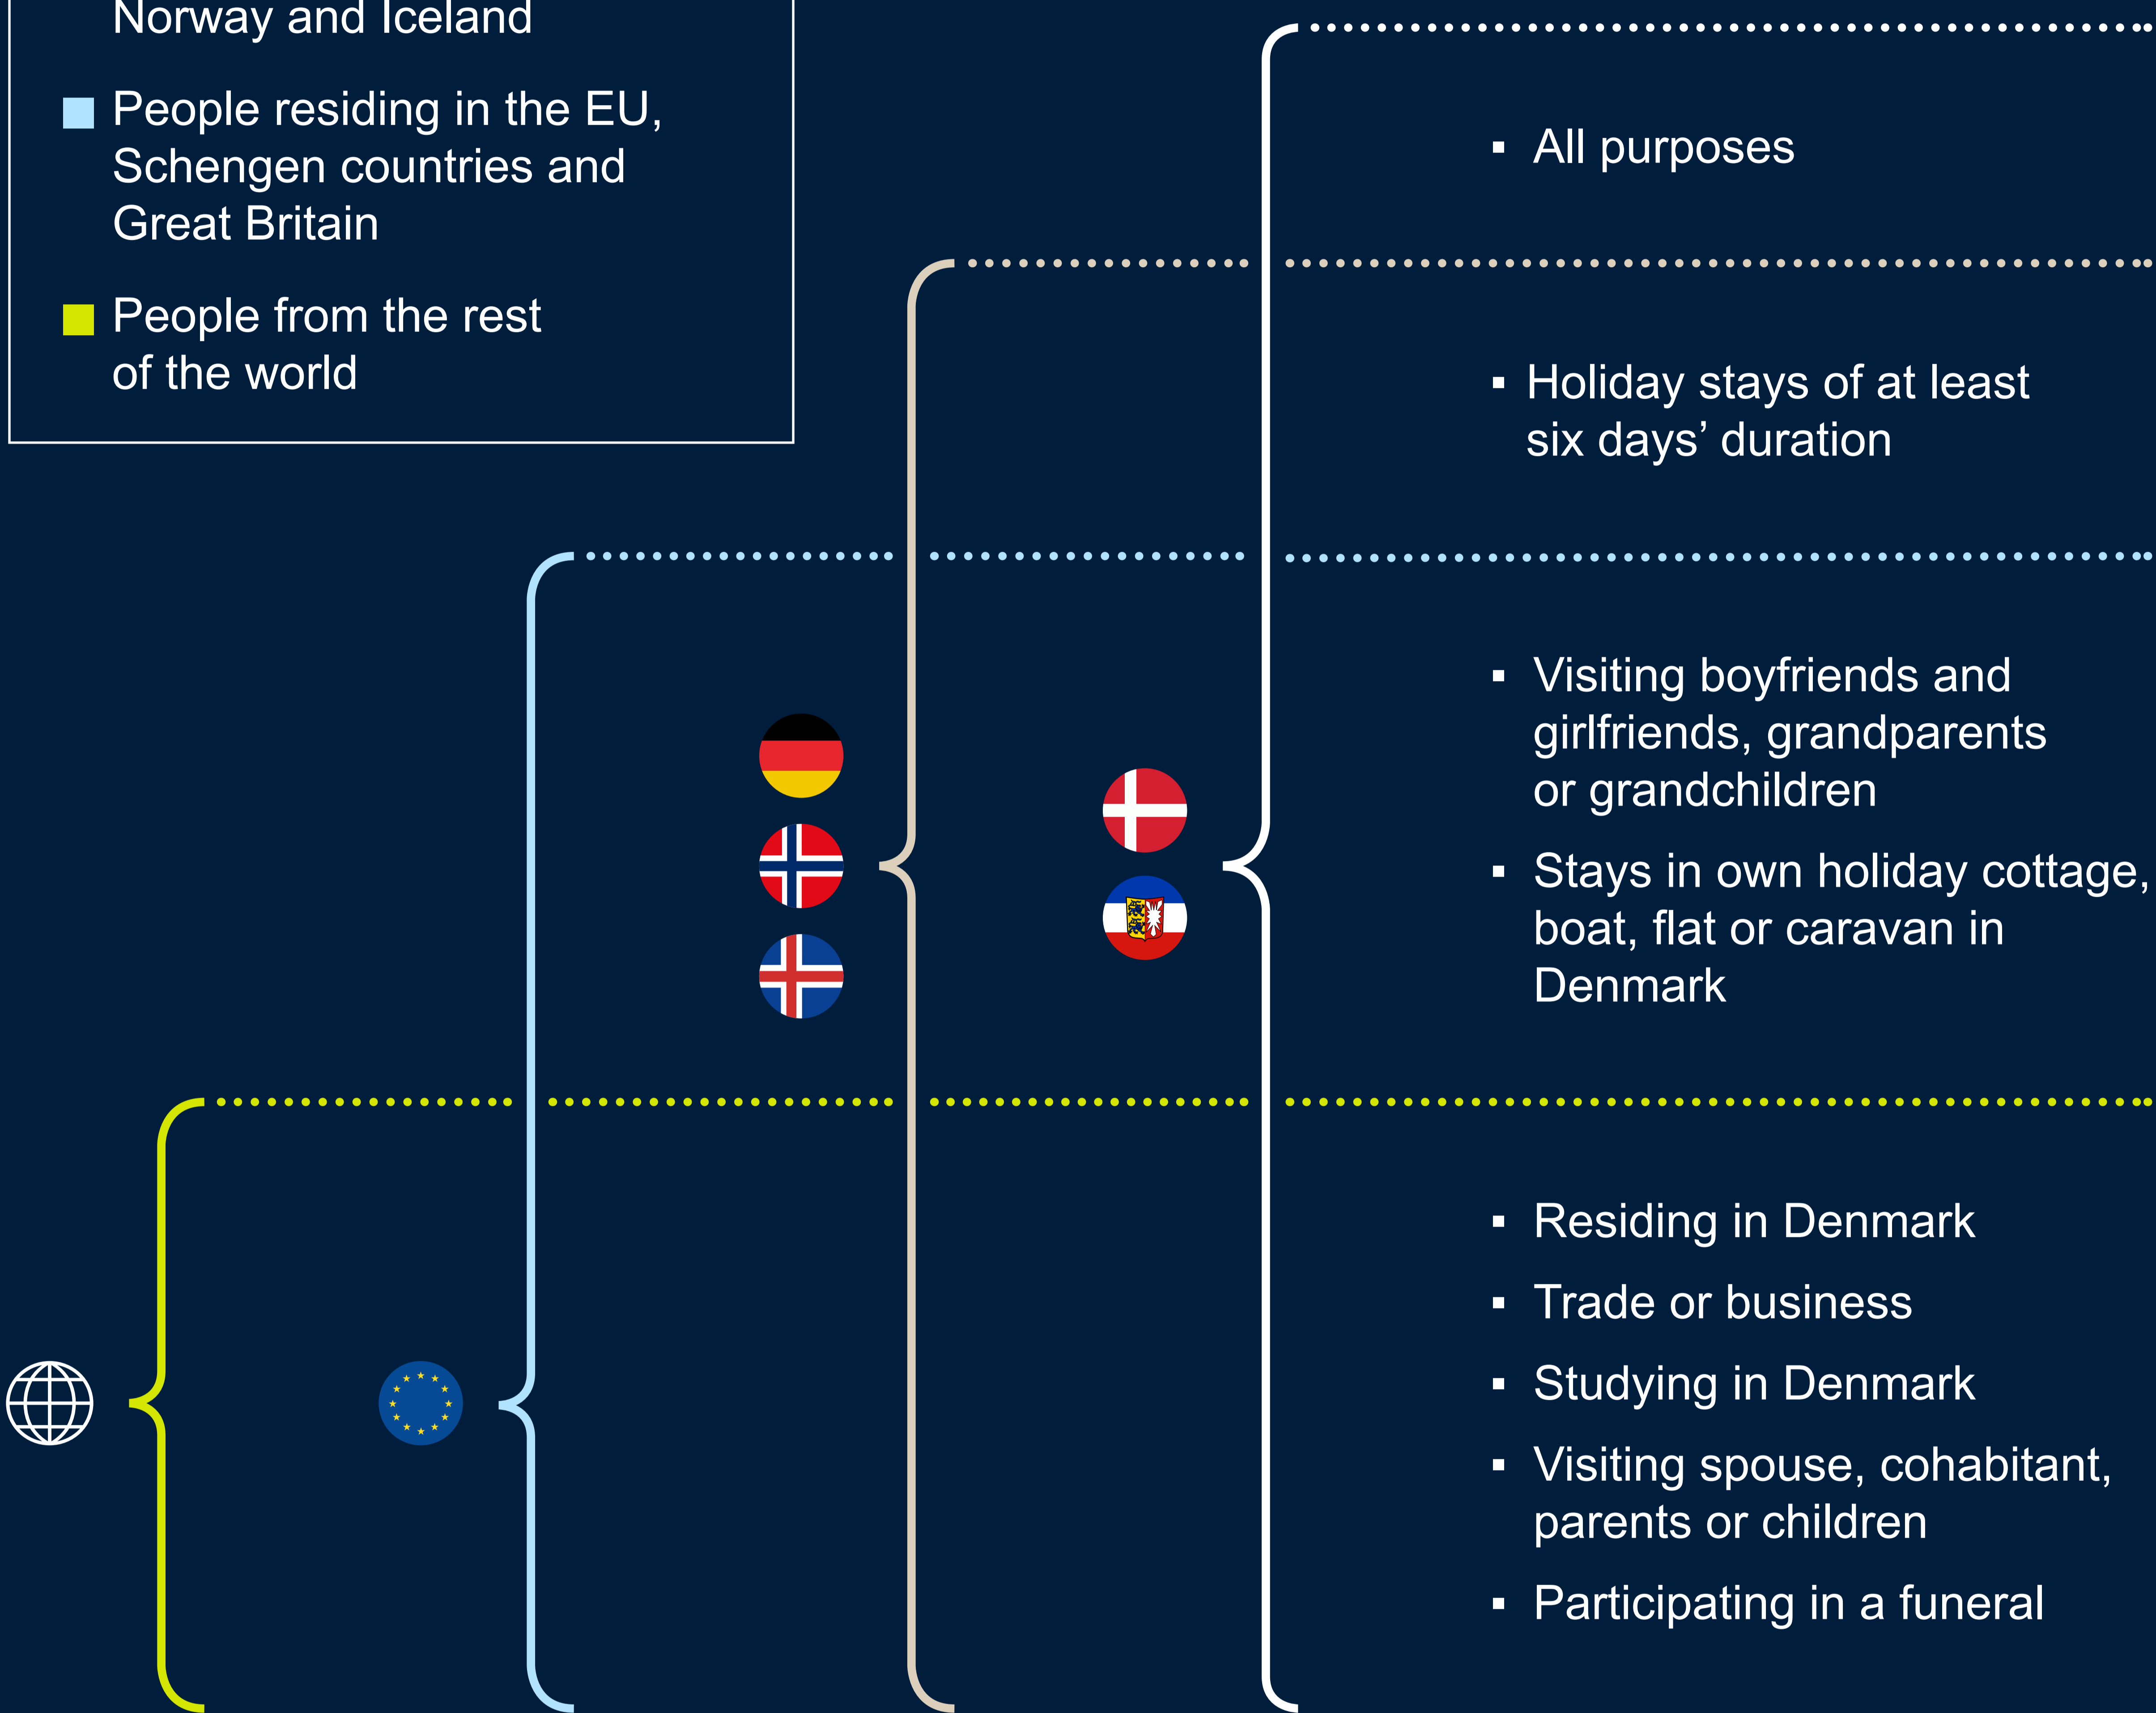 Norway and Iceland
People residing in the EU,
Schengen countries and
Great Britain
People from the rest
of the world
▪ All purposes
▪ Holiday stays of at least
six days’ duration
▪ Visiting boyfriends and
girlfriends, grandparents
or grandchildren
▪ Stays in own holiday cottage,
boat, flat or caravan in
Denmark
▪ Residing in Denmark
▪ Trade or business
▪ Studying in Denmark
▪ Visiting spouse, cohabitant,
parents or children
▪ Participating in a funeral